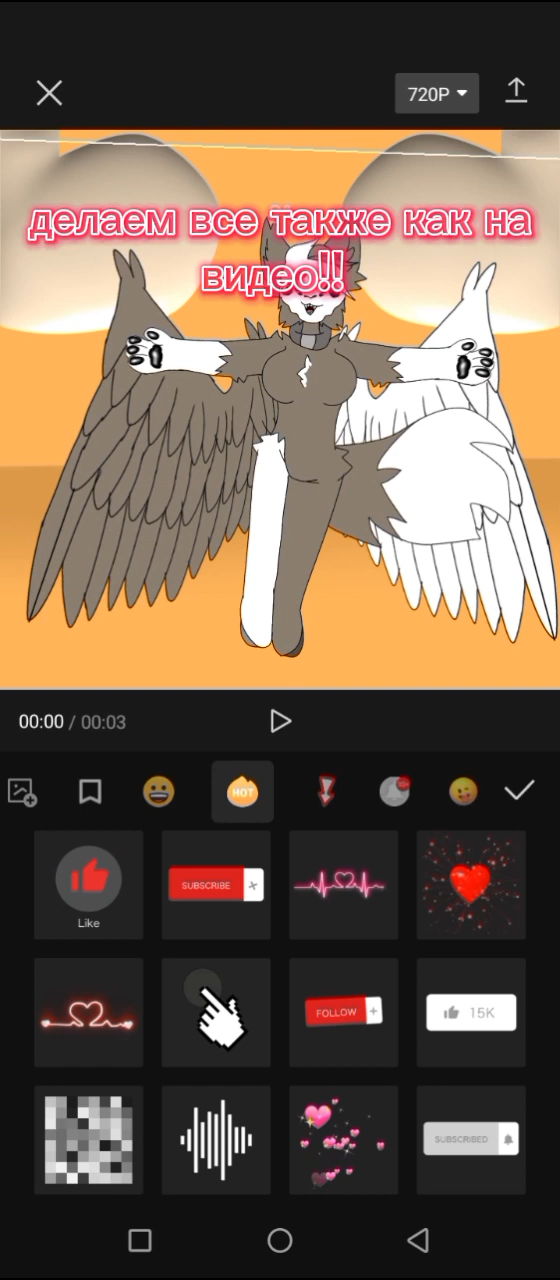 720P
делаем все также как на
видео!!
00:00 / 00:03
HOT
SUBSCRIBE +
Like
FOLLOW +
15K
SUBSCRIBED